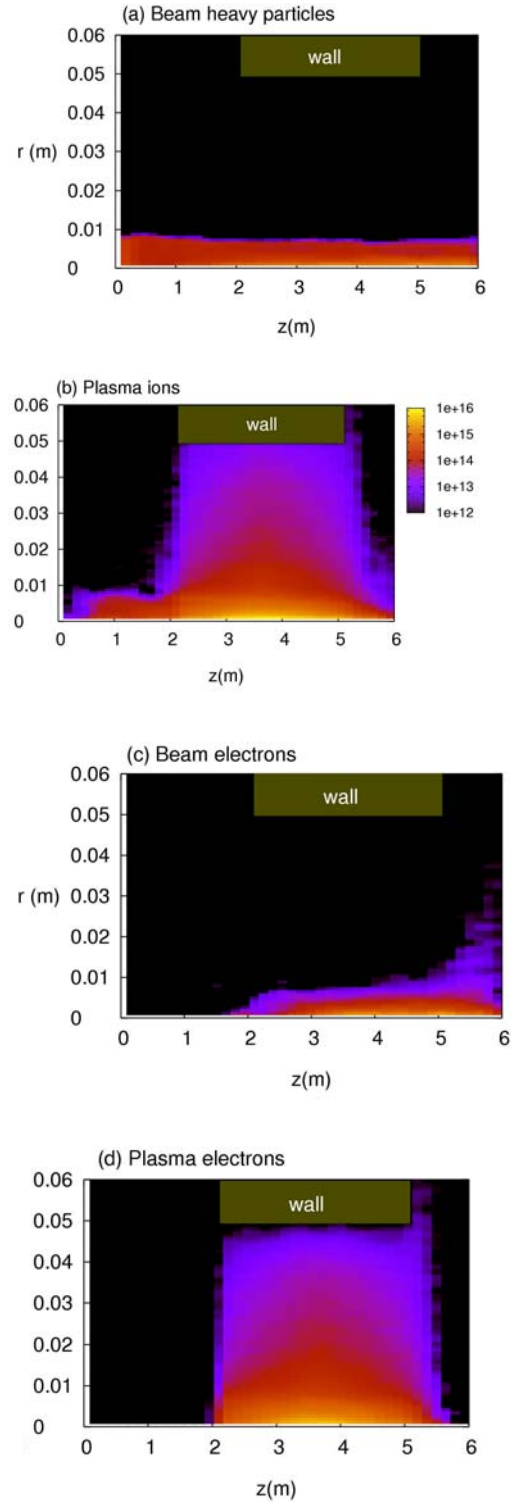 (a) Beam heavy particles
0.06
wall
0.05
0.04
r (m)
0.03
0.02
0.01
0
0 1 2 3 4 5 6
z(m)
(b) Plasma ions
0.06
wall
1e+16
0.05
1e+15
0.04
1e+14
0.03
1e+13
0.02
1e+12
0.01
0
0 1 2 3 4 5 6
z(m)
(c) Beam electrons
0.06
wall
0.05
0.04
r (m)
0.03
0.02
0.01
0
0 1 2 3 4 5 6
z(m)
(d) Plasma electrons
0.06
wall
0.05
0.04
0.03
0.02
0.01
0
0 1 2 3 4 5 6
z(m)